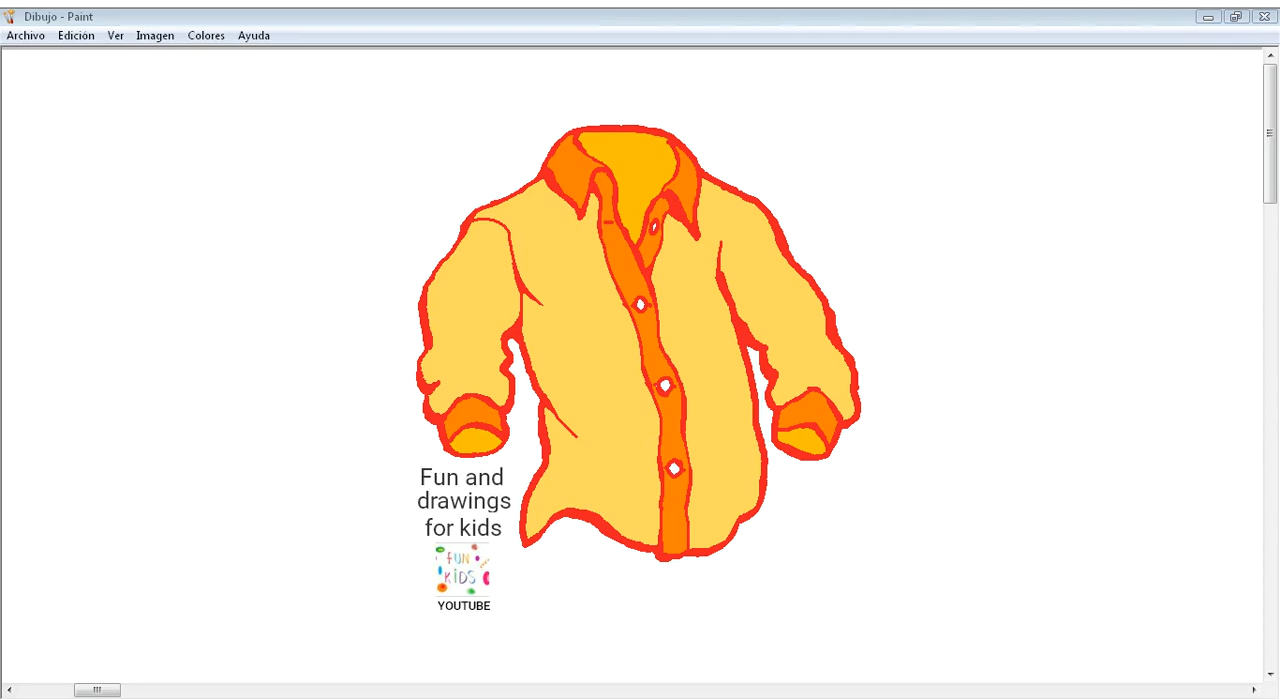 Dibujo - Paint
Archivo Edición Ver Imagen Colores Ayuda
Fun and
drawings
for kids
fUN
KiDS
YOUTUBE